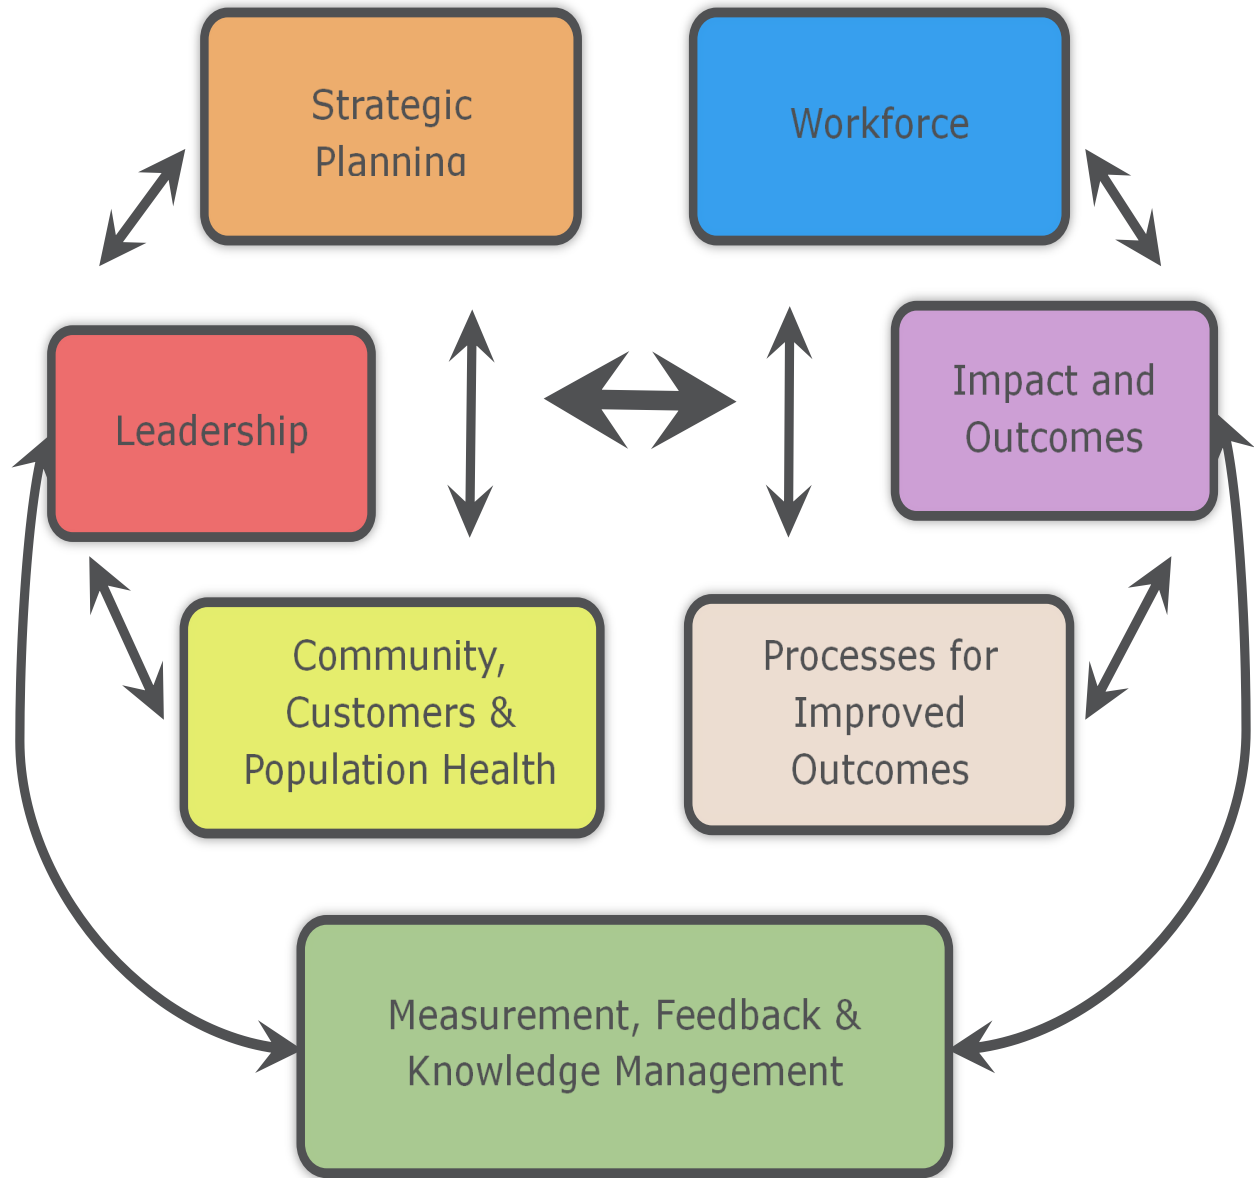 Strategic
Planning
Workforce
Leadership
Impact and
Outcomes
Community,
Customers &
Population Health
Processes for
Improved
Outcomes
Measurement, Feedback &
Knowledge Management